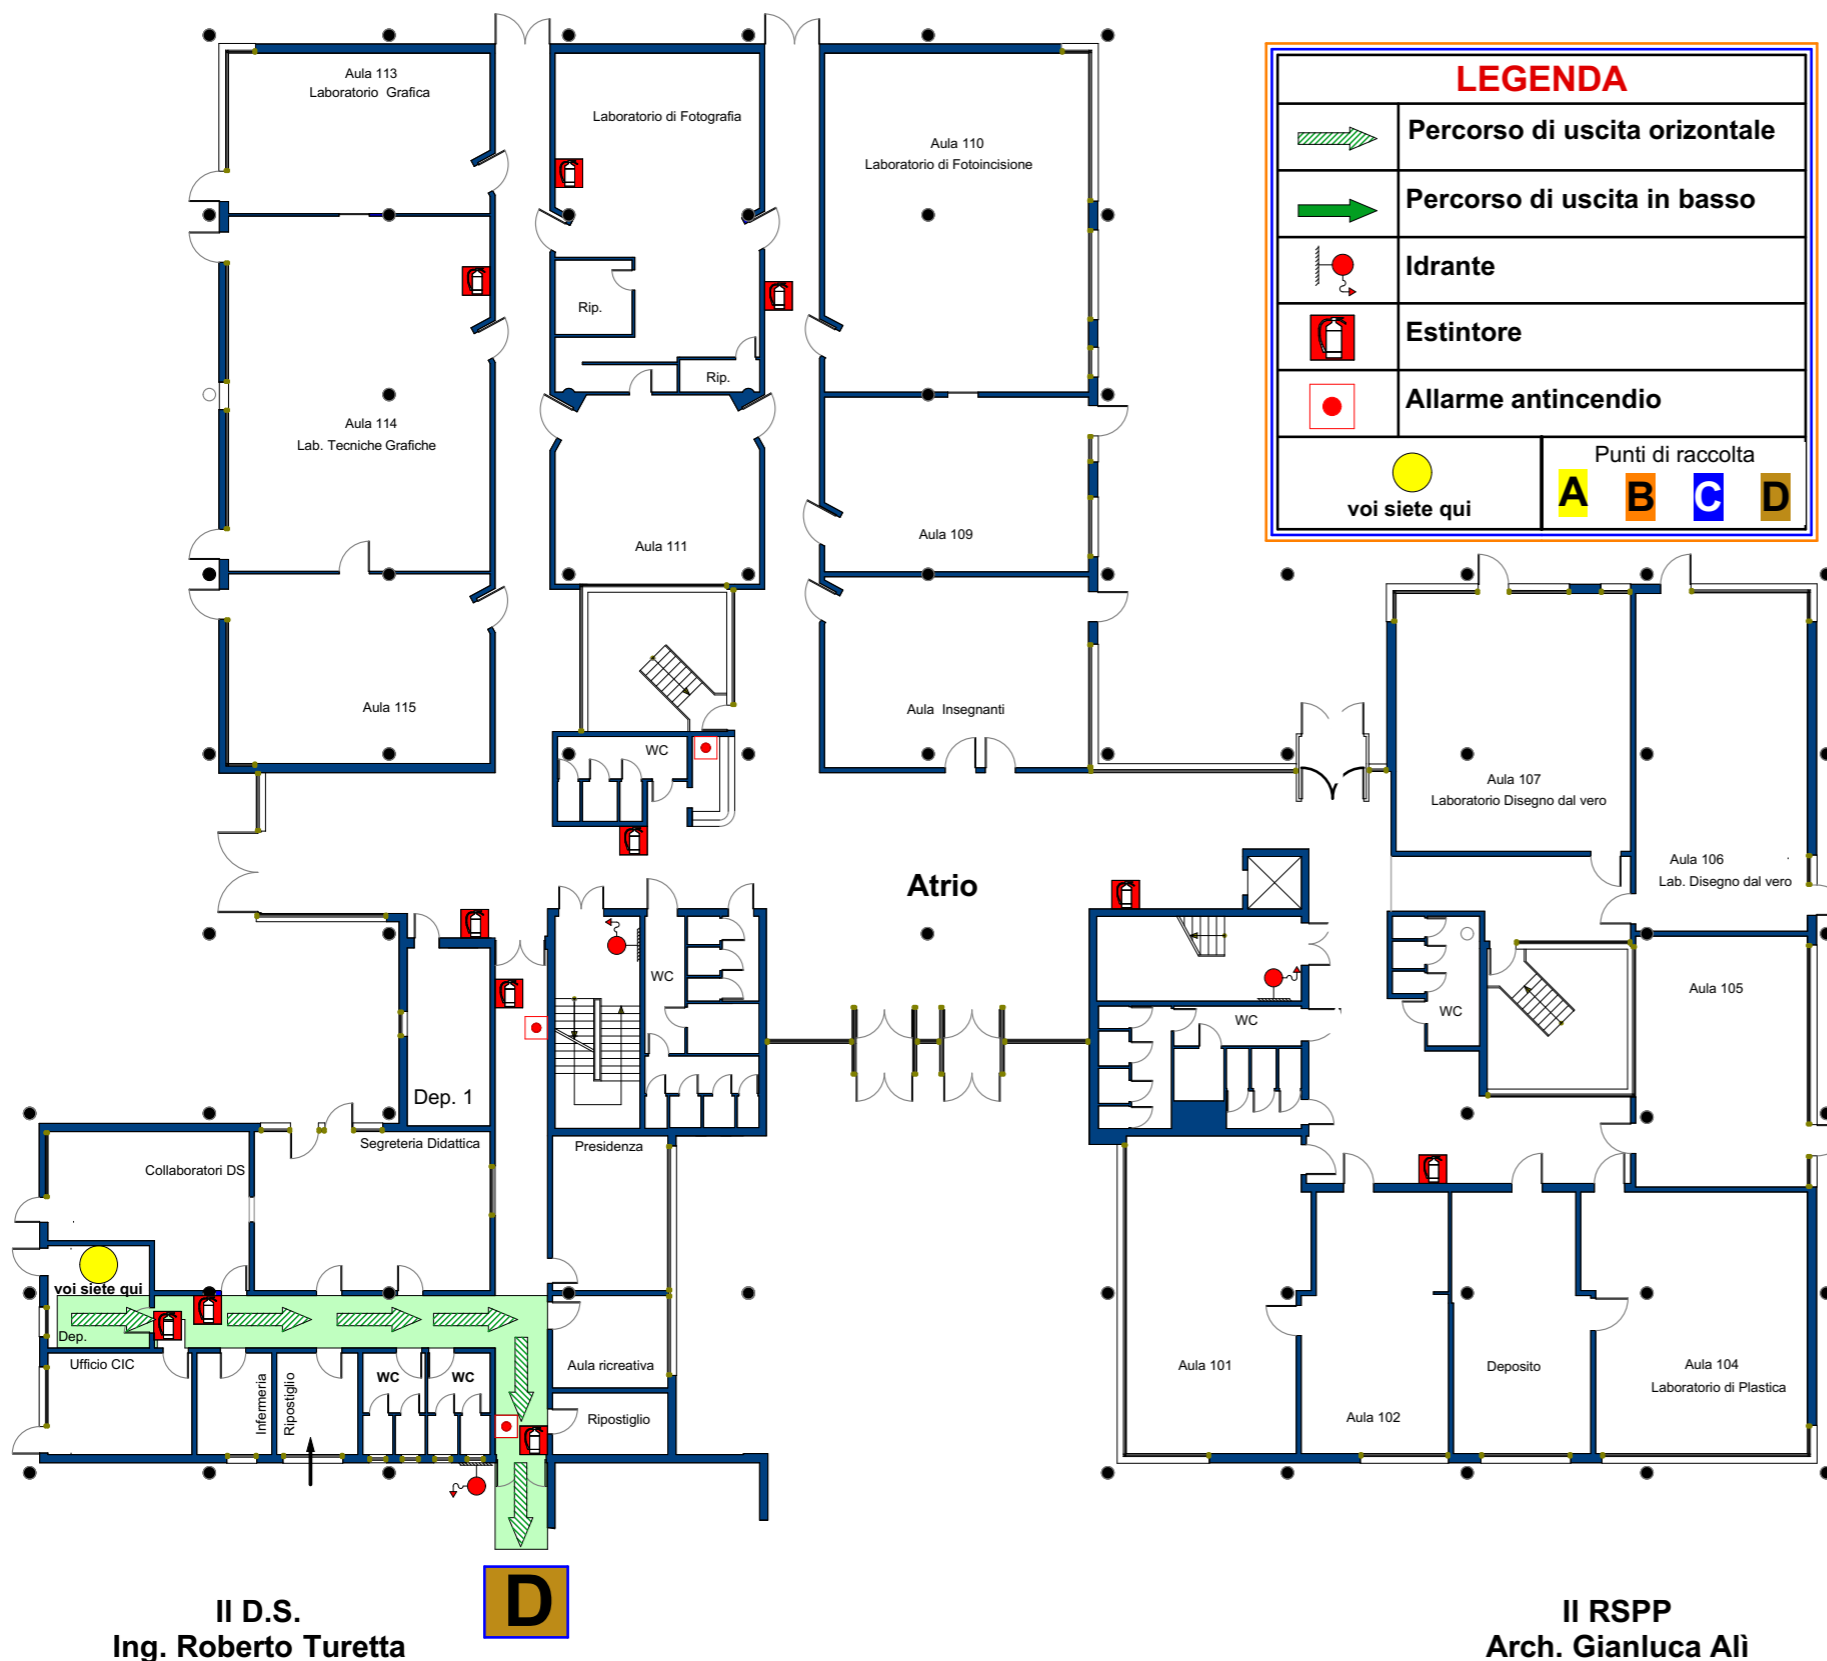 Aula 113
Laboratorio Grafica
Laboratorio di Fotografia
Aula 110
Laboratorio di Fotoincisione
LEGENDA
Percorso di uscita orizontale
Percorso di uscita in basso
Idrante
Estintore
Allarme antincendio
voi siete qui
Punti di raccolta
A B C D
Rip.
Rip.
Aula 114
Lab. Tecniche Grafiche
Aula 111
Aula 109
Aula 115
Aula Insegnanti
WC
Aula 107
Laboratorio Disegno dal vero
Aula 106
Lab. Disegno dal vero
Atrio
WC
Aula 105
WC
WC
Dep. 1
Segreteria Didattica
Presidenza
Collaboratori DS
voi siete qui
Dep.
Ufficio CIC
Infermeria
Ripostiglio
WC
WC
Aula ricreativa
Ripostiglio
Aula 101
Aula 102
Deposito
Aula 104
Laboratorio di Plastica
D
Il D.S.
Ing. Roberto Turetta
Il RSPP
Arch. Gianluca Alì